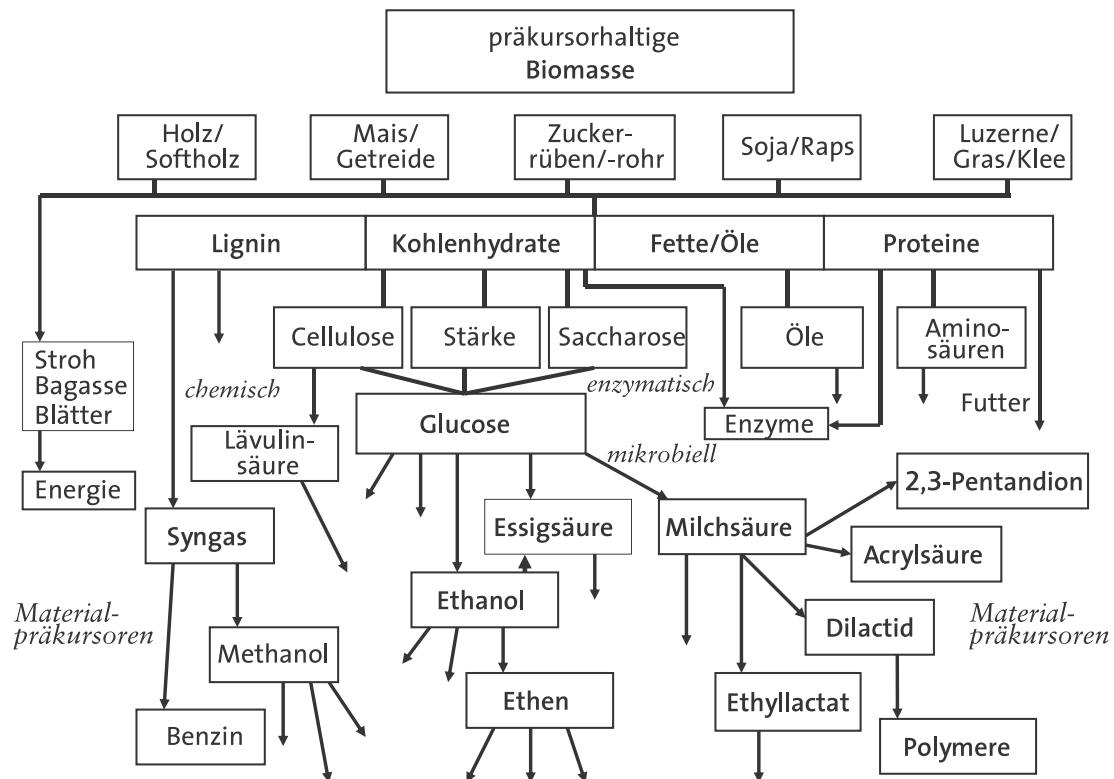 präkursorhaltige
Biomasse
Holz/
Softholz
Mais/
Getreide
Zucker-
rüben/-rohr
Soja/Raps
Luzerne/
Gras/Klee
Lignin
Kohlenhydrate
Fette/Öle
Proteine
Cellulose
Stärke
Saccharose
Öle
Amino-
säuren
Stroh
Bagasse
Blätter
chemisch
enzymatisch
Futter
Glucose
Enzyme
Lävulin-
säure
mikrobiell
Energie
2,3-Pentandion
Syngas
Essigsäure
Milchsäure
Acrylsäure
Ethanol
Material-
präkursoren
Dilactid
Material-
präkursoren
Methanol
Ethen
Ethyllactat
Benzin
Polymere